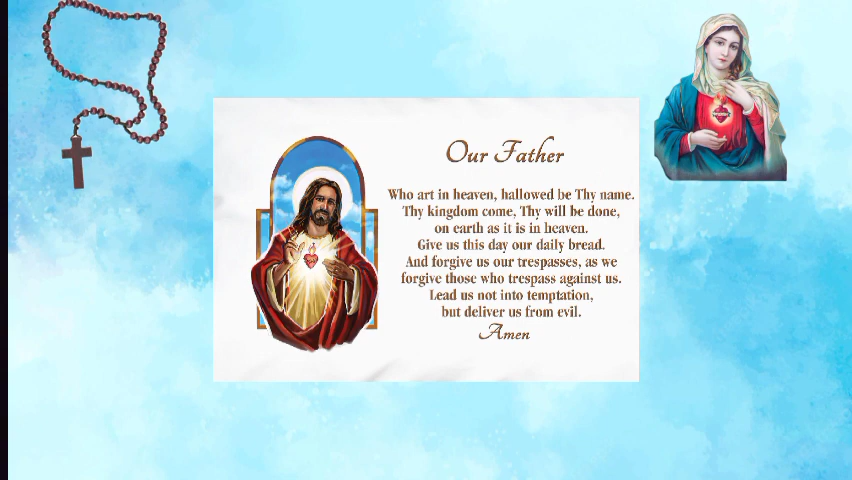 Our Father
Who art in heaven, hallowed be Thy name.
Thy kingdom come, Thy will be done,
on earth as it is in heaven.
Give us this day our daily bread.
And forgive us our trespasses, as we
forgive those who trespass against us.
Lead us not into temptation,
but deliver us from evil.
Amen